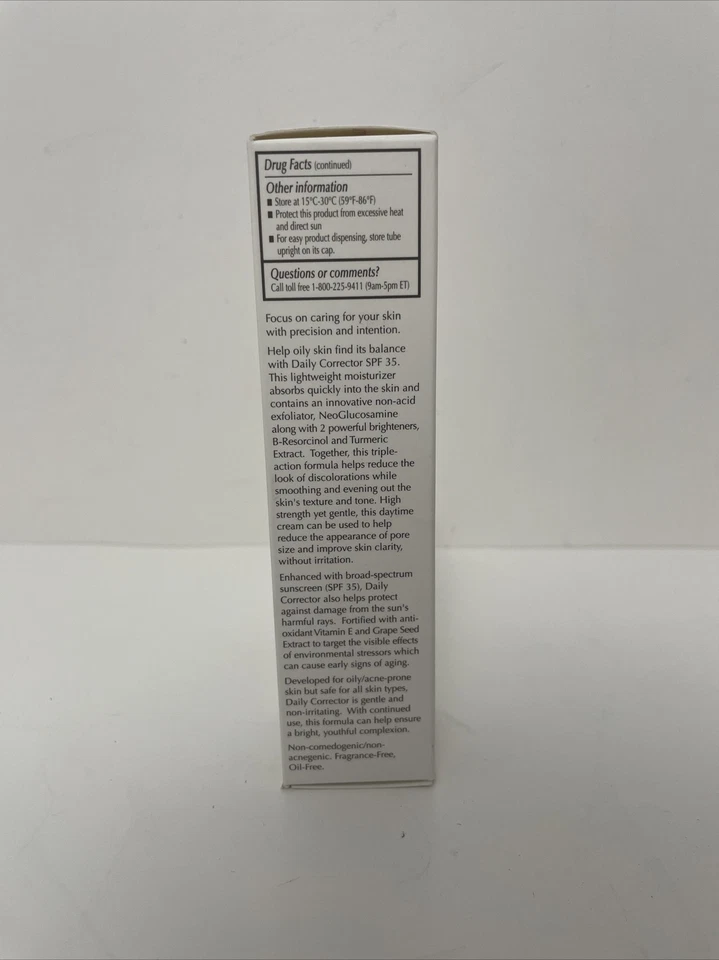 Drug Facts (continued)
Other information
■ Store at 15°C-30°C (59°F-86°F)
■ Protect this product from excessive heat
and direct sun
■ For easy product dispensing, store tube
upright on its cap.
Questions or comments?
Call toll free 1-800-225-9411 (9am-5pm ET)
Focus on caring for your skin
with precision and intention.
Help oily skin find its balance
with Daily Corrector SPF 35.
This lightweight moisturizer
absorbs quickly into the skin and
contains an innovative non-acid
exfoliator, NeoGlucosamine
along with 2 powerful brighteners,
B-Resorcinol and Turmeric
Extract. Together, this triple-
action formula helps reduce the
look of discolorations while
smoothing and evening out the
skin's texture and tone. High
strength yet gentle, this daytime
cream can be used to help
reduce the appearance of pore
size and improve skin clarity,
without irritation.
Enhanced with broad-spectrum
sunscreen (SPF 35), Daily
Corrector also helps protect
against damage from the sun's
harmful rays. Fortified with anti-
oxidant Vitamin E and Grape Seed
Extract to target the visible effects
of environmental stressors which
can cause early signs of aging.
Developed for oily/acne-prone
skin but safe for all skin types,
Daily Corrector is gentle and
non-irritating. With continued
use, this formula can help ensure
a bright, youthful complexion.
Non-comedogenic/non-
acnegenic. Fragrance-Free,
Oil-Free.